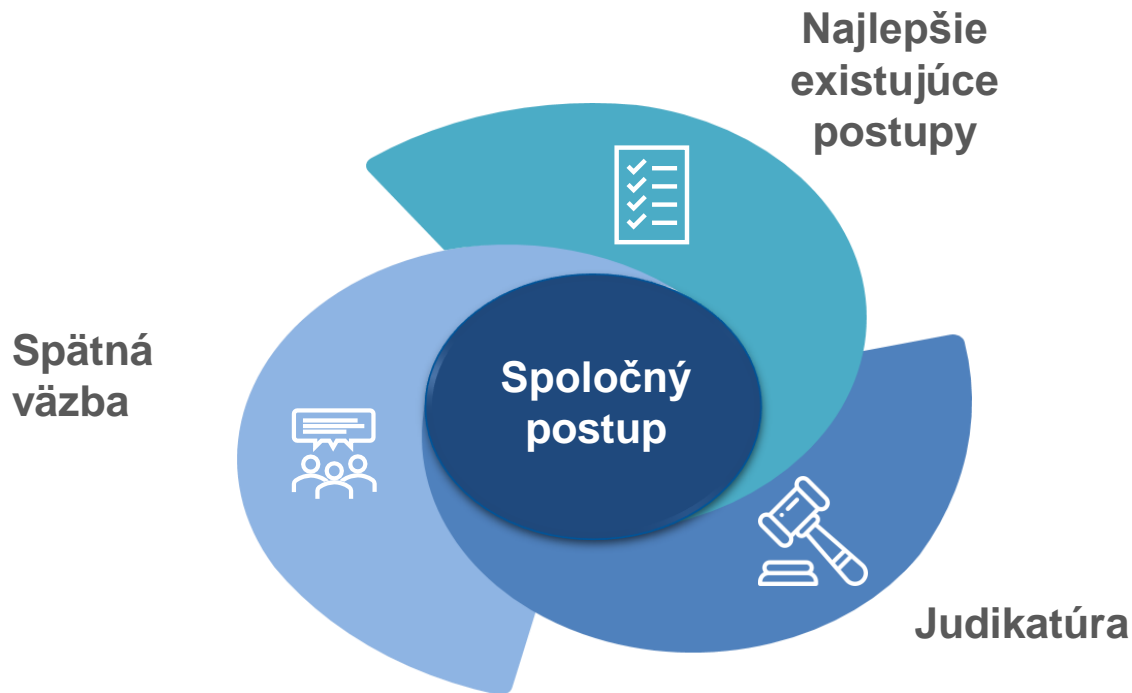 Najlepšie
existujúce
postupy
Spätná
väzba
Spoločný
postup
Judikatúra